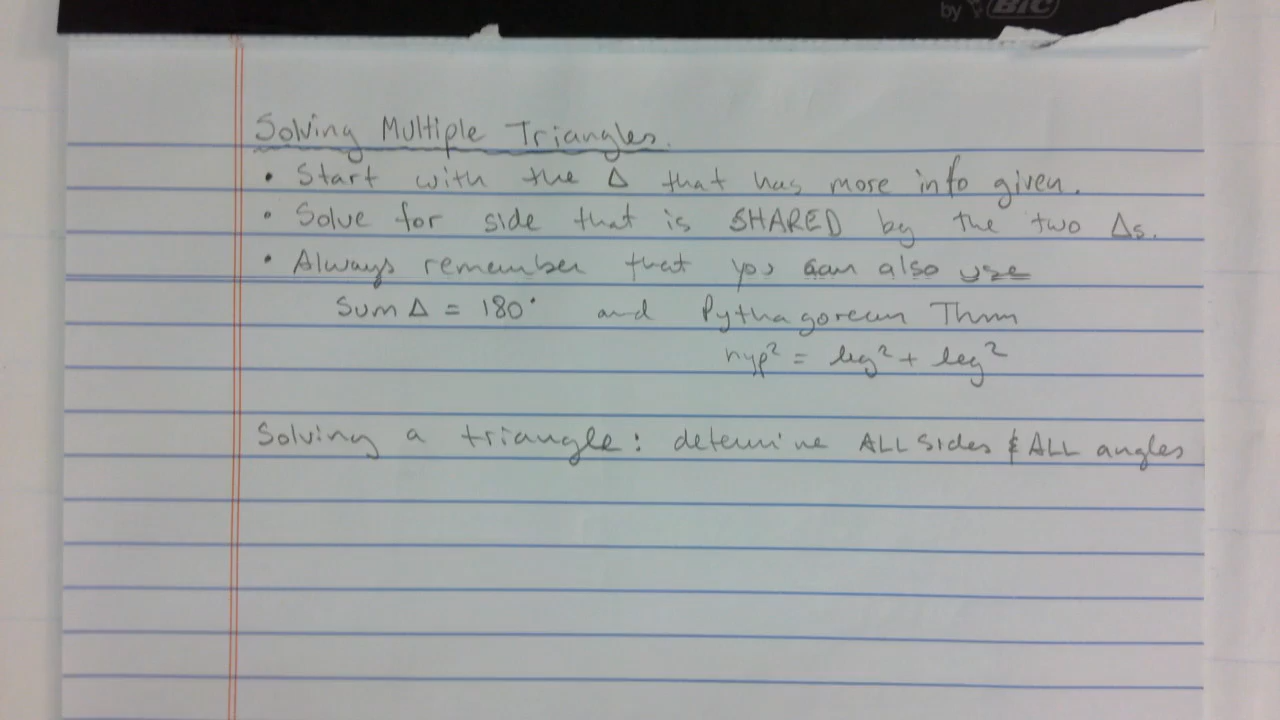 by BIC
Solving Multiple Triangles.
• Start with the Δ that has more info given.
• Solve for side that is SHARED by the two Δs.
• Always remember that you can also use
Sum Δ = 180° and Pythagorean Thm
hyp² = leg² + leg²
Solving a triangle: determine ALL sides & ALL angles